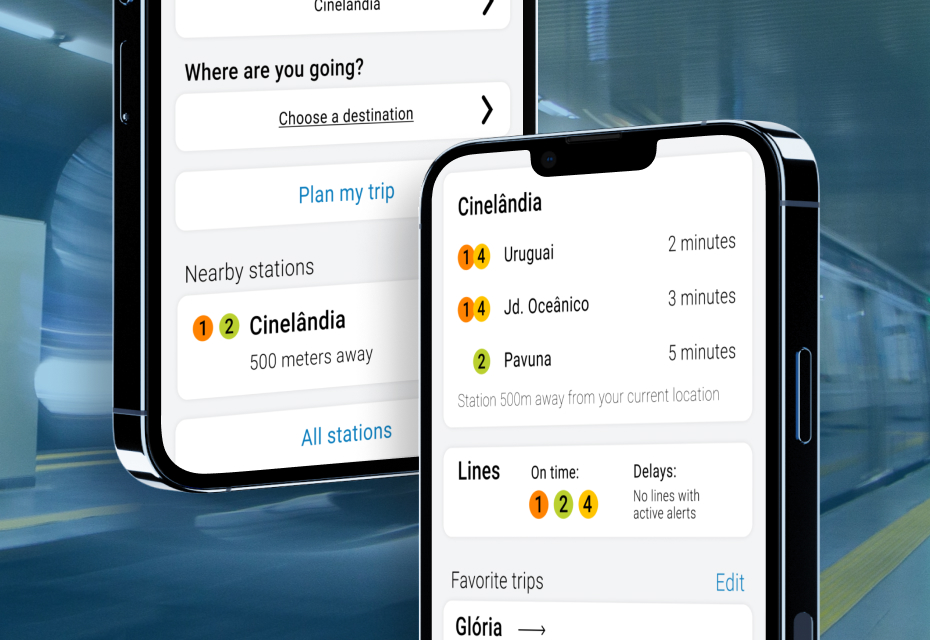 Cinelândia
Where are you going?
Choose a destination
Plan my trip
Nearby stations
1 2 Cinelândia
500 meters away
All stations
Cinelândia
1 4 Uruguai 2 minutes
1 4 Jd. Oceânico 3 minutes
2 Pavuna 5 minutes
Station 500m away from your current location
Lines On time: Delays:
1 2 4 No lines with
active alerts
Favorite trips Edit
Glória →